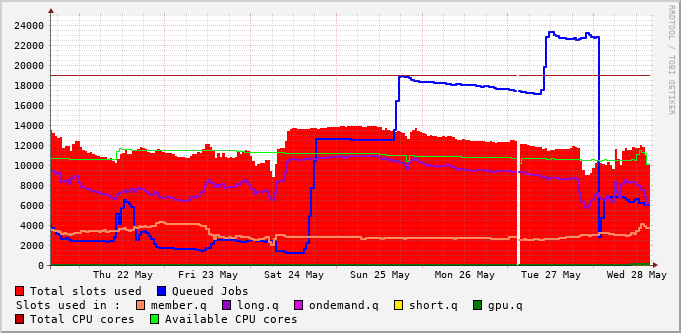 RRDTOOL / TOBI OETIKER
24000
22000
20000
18000
16000
14000
12000
10000
8000
6000
4000
2000
0
Thu 22 May Fri 23 May Sat 24 May Sun 25 May Mon 26 May Tue 27 May Wed 28 May
Total slots used Queued Jobs
Slots used in : member.q long.q ondemand.q short.q gpu.q
Total CPU cores Available CPU cores